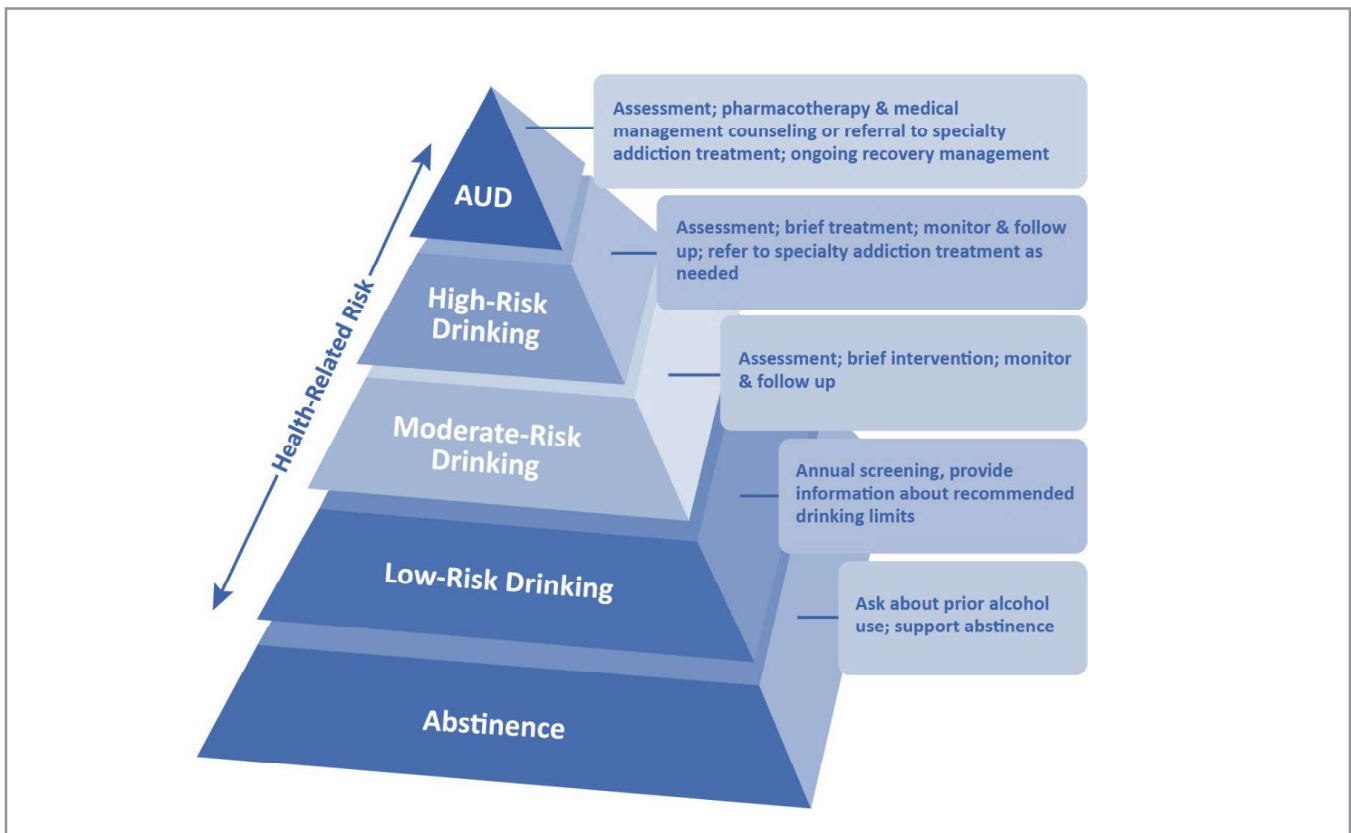 Assessment; pharmacotherapy & medical
management counseling or referral to specialty
addiction treatment; ongoing recovery management
AUD
Assessment; brief treatment; monitor & follow
up; refer to specialty addiction treatment as
needed
High-Risk
Drinking
Health-Related Risk
Assessment; brief intervention; monitor
& follow up
Moderate-Risk
Drinking
Annual screening, provide
information about recommended
drinking limits
Low-Risk Drinking
Ask about prior alcohol
use; support abstinence
Abstinence